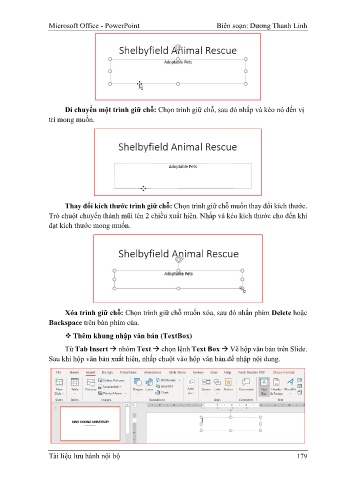 Microsoft Office - PowerPoint Biên soạn: Dương Thành Linh
Shelbyfield Animal Rescue
Adoptable Pets
Di chuyển một trình giữ chỗ: Chọn trình giữ chỗ, sau đó nhấp và kéo nó đến vị
trí mong muốn.
Shelbyfield Animal Rescue
Adoptable Pets
Thay đổi kích thước trình giữ chỗ: Chọn trình giữ chỗ muốn thay đổi kích thước.
Trỏ chuột chuyển thành mũi tên 2 chiều xuất hiện. Nhấp và kéo kích thước cho đến khi
đạt kích thước mong muốn.
Shelbyfield Animal Rescue
Adoptable Pets
Xóa trình giữ chỗ: Chọn trình giữ chỗ muốn xóa, sau đó nhấn phím Delete hoặc
Backspace trên bàn phím của.
❖ Thêm khung nhập văn bản (TextBox)
Từ Tab Insert → nhóm Text → chọn lệnh Text Box → Vẽ hộp văn bản trên Slide.
Sau khi hộp văn bản xuất hiện, nhấp chuột vào hộp văn bản để nhập nội dung.
File Home Insert Design Transitions Animations Slide Show Review View Help Shape Format
BINH DUONG UNIVERSITY
Tài liệu lưu hành nội bộ 179